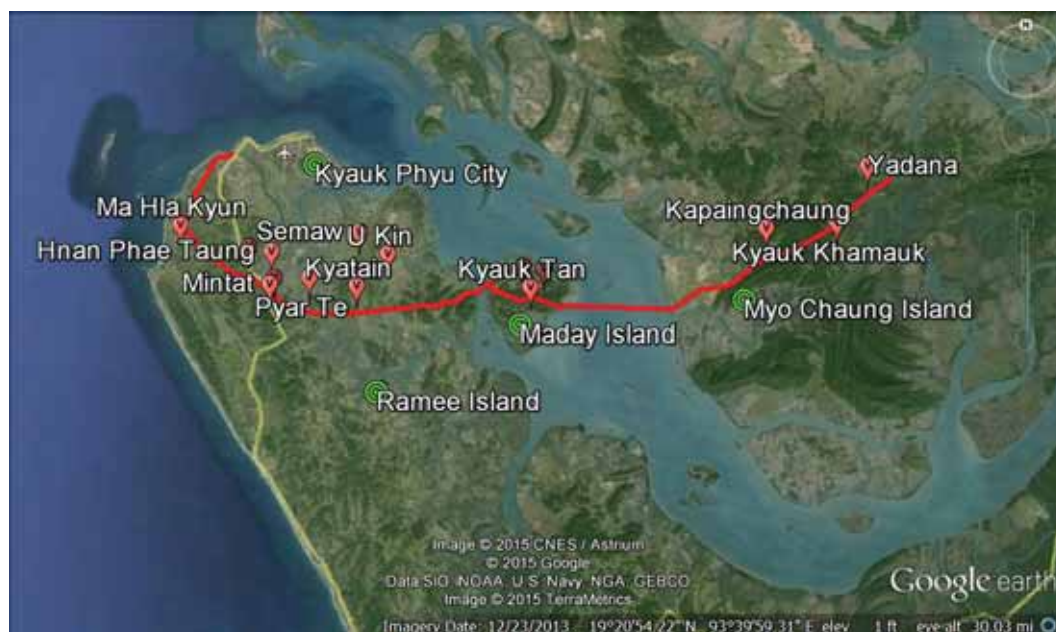 N
Kyauk Phyu City
Yadana
Ma Hla Kyun
Kapaingchaung
Semaw
U Kin
Hnan Phae Taung
Kyauk Khamauk
Kyatain
Kyauk Tan
Mintat
Pyar Te
Myo Chaung Island
Maday Island
Ramee Island
Image © 2015 CNES / Astrium
© 2015 Google
Data SIO, NOAA, U.S. Navy, NGA, GEBCO
Image © 2015 TerraMetrics
Google earth
Imagery Date: 12/23/2013 19°20'54.22" N 93°39'59.31" E elev 1 ft eye alt 30.03 mi